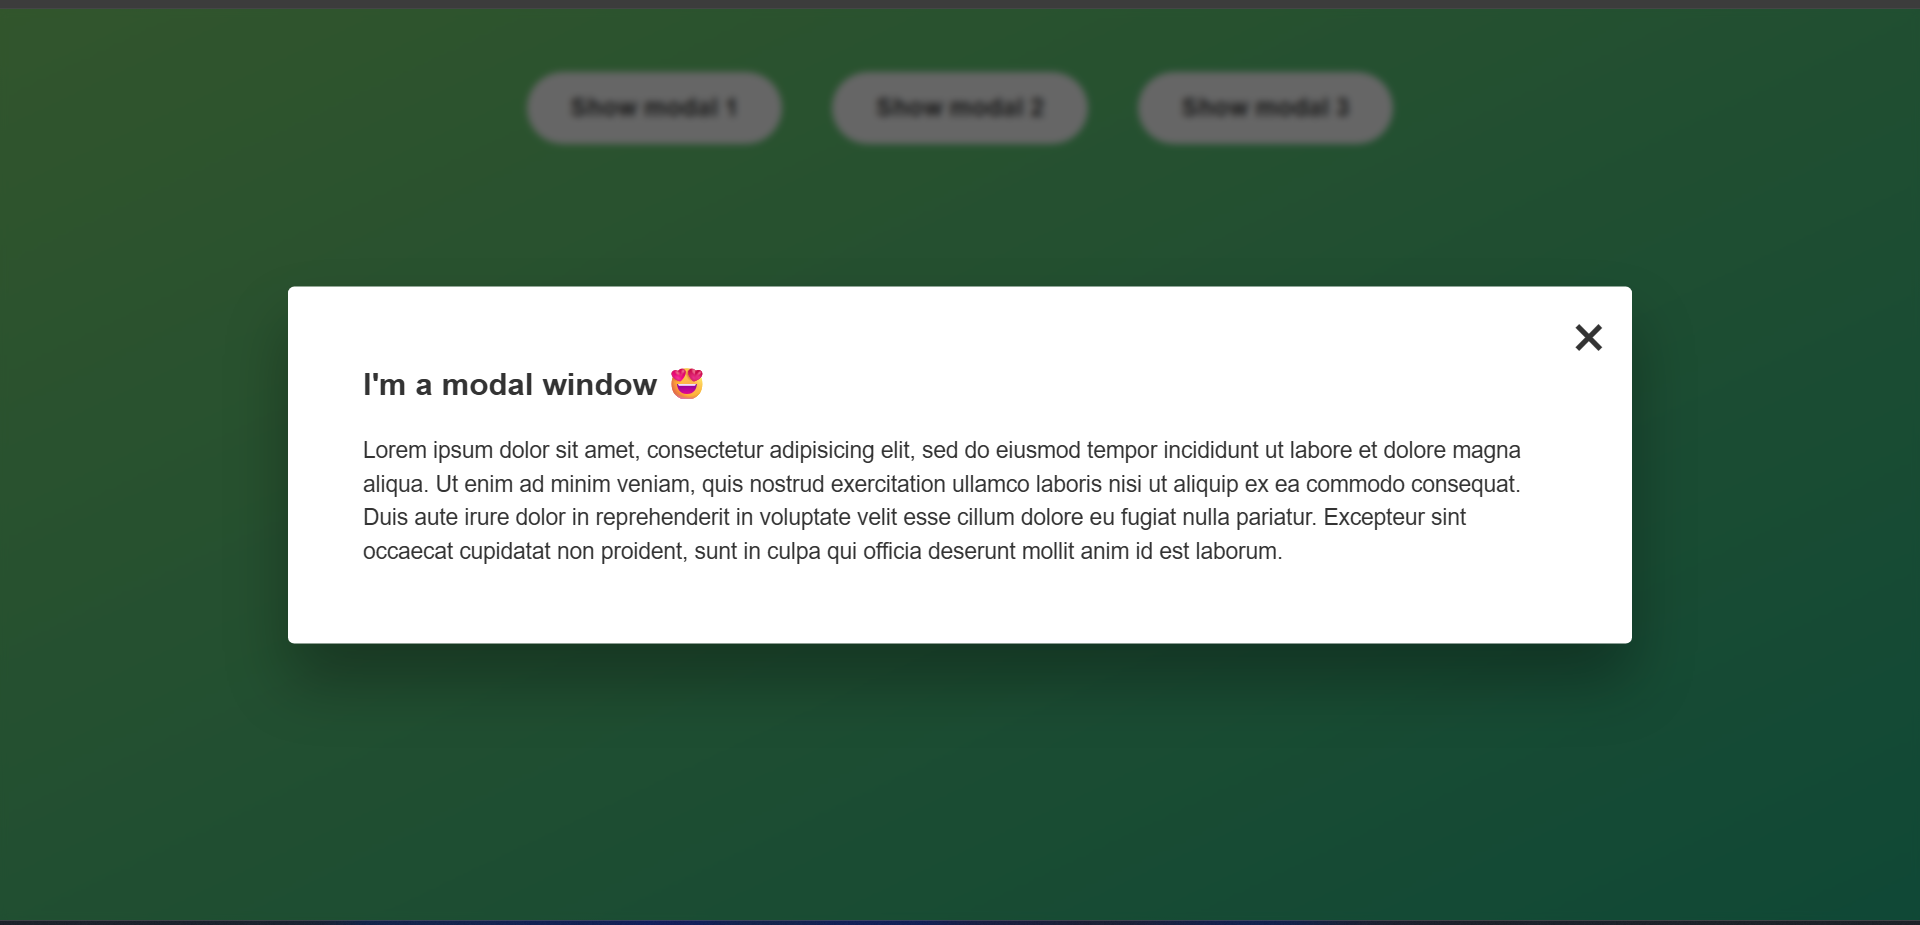 Show modal 1 Show modal 2 Show modal 3
×
I'm a modal window 😍
Lorem ipsum dolor sit amet, consectetur adipisicing elit, sed do eiusmod tempor incididunt ut labore et dolore magna
aliqua. Ut enim ad minim veniam, quis nostrud exercitation ullamco laboris nisi ut aliquip ex ea commodo consequat.
Duis aute irure dolor in reprehenderit in voluptate velit esse cillum dolore eu fugiat nulla pariatur. Excepteur sint
occaecat cupidatat non proident, sunt in culpa qui officia deserunt mollit anim id est laborum.